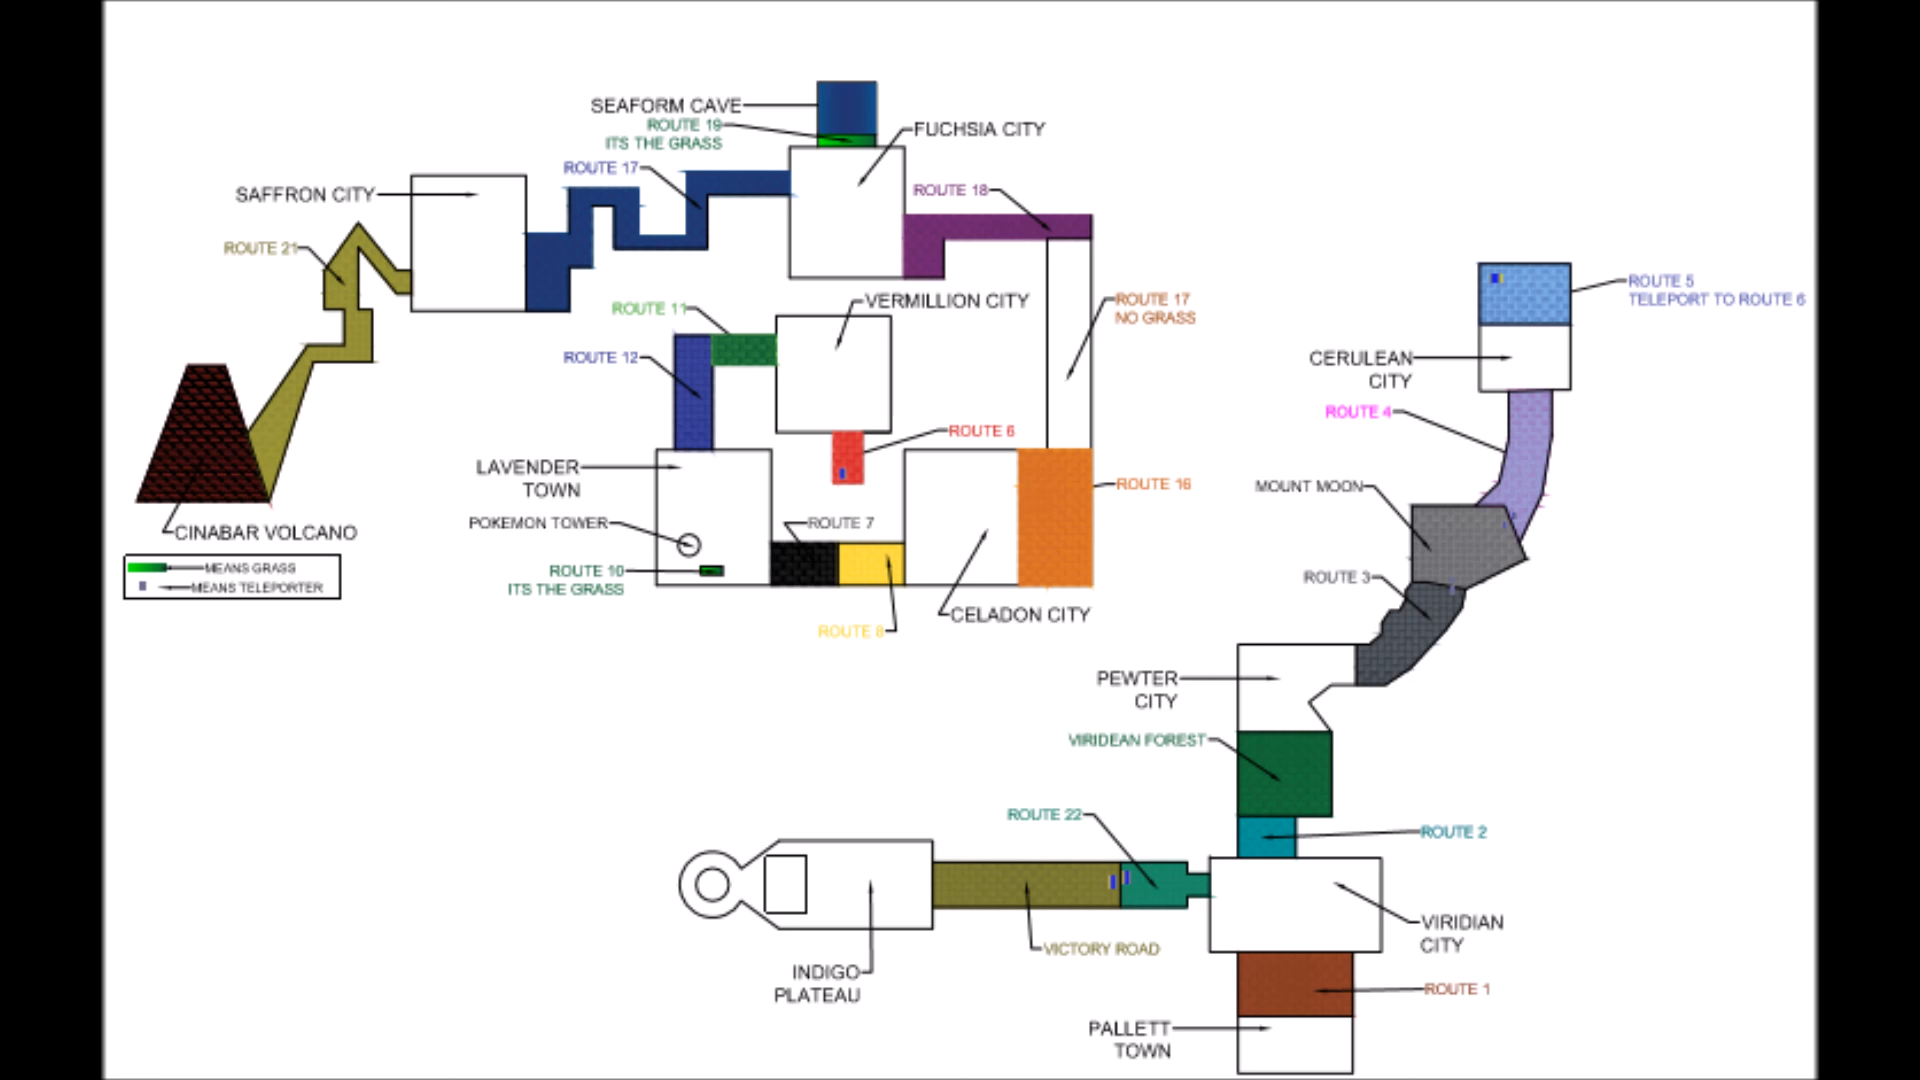 SEAFORM CAVE
ROUTE 19
ITS THE GRASS
FUCHSIA CITY
ROUTE 17
SAFFRON CITY
ROUTE 18
ROUTE 21
ROUTE 5
TELEPORT TO ROUTE 6
VERMILLION CITY
ROUTE 17
NO GRASS
ROUTE 11
ROUTE 12
CERULEAN
CITY
ROUTE 4
ROUTE 6
LAVENDER
TOWN
ROUTE 16
MOUNT MOON
POKEMON TOWER
ROUTE 7
CINABAR VOLCANO
MEANS GRASS
MEANS TELEPORTER
ROUTE 10
ITS THE GRASS
ROUTE 3
CELADON CITY
ROUTE 8
PEWTER
CITY
VIRIDEAN FOREST
ROUTE 22
ROUTE 2
VIRIDIAN
CITY
VICTORY ROAD
INDIGO
PLATEAU
ROUTE 1
PALLETT
TOWN